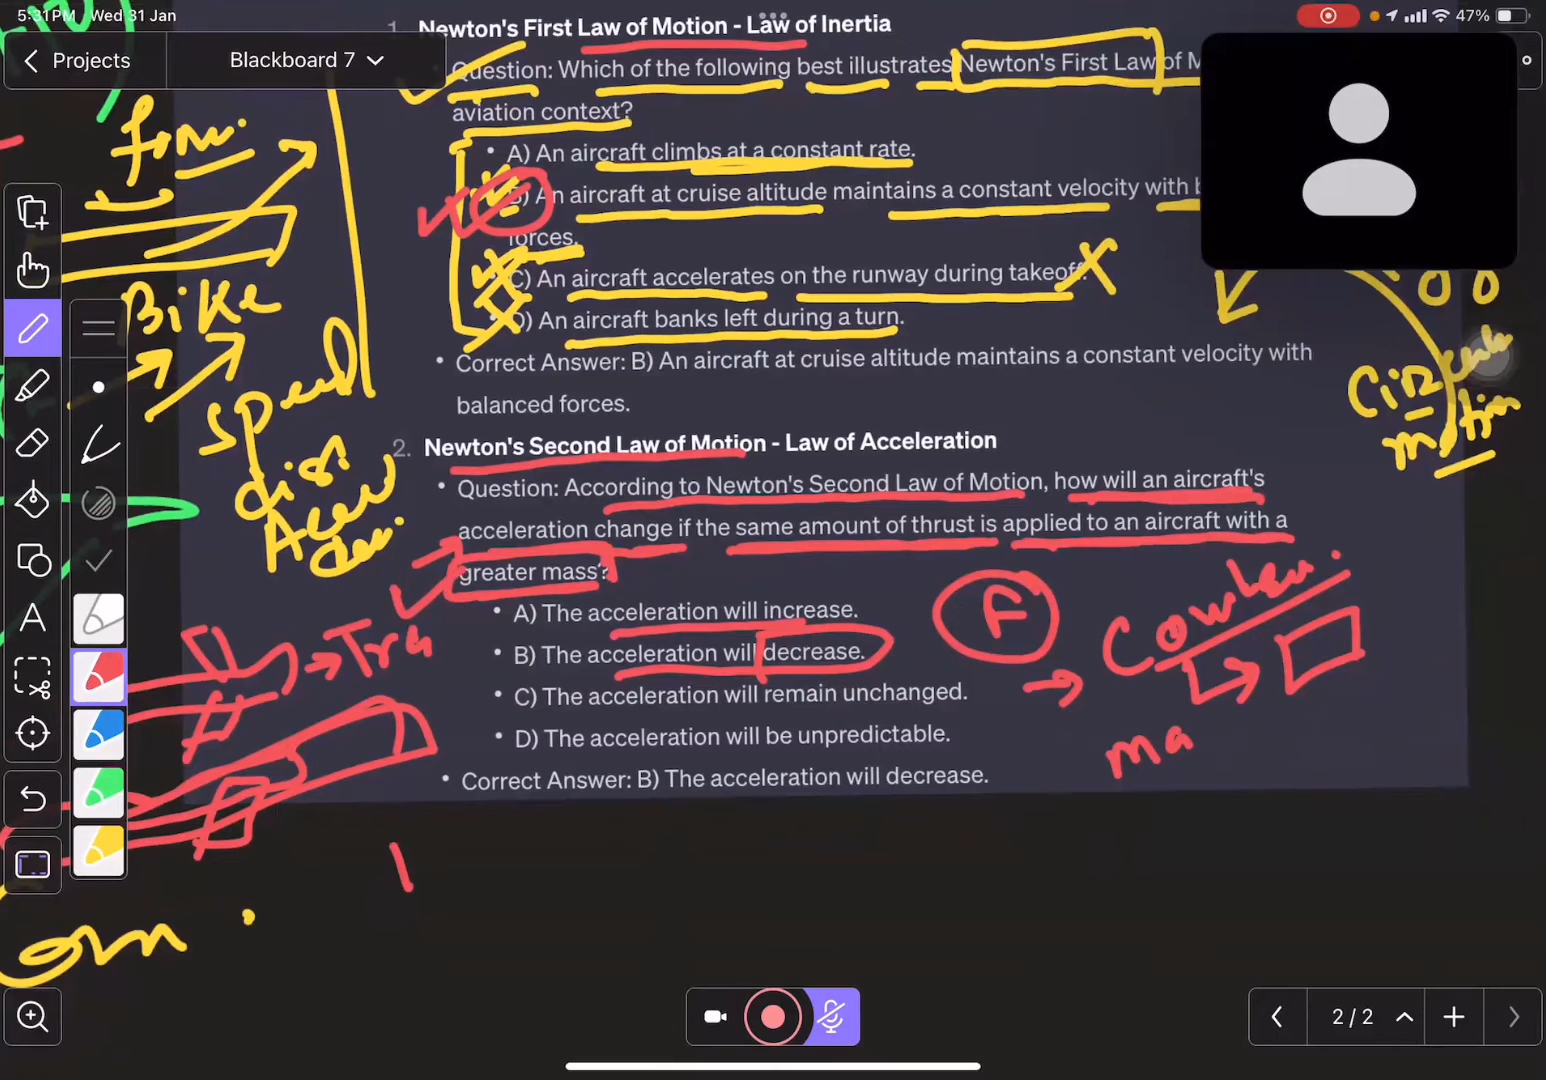 5:31PM Wed 31 Jan
47%
Projects
Blackboard 7
1. Newton's First Law of Motion - Law of Inertia
Question: Which of the following best illustrates Newton's First Law of M
aviation context?
A) An aircraft climbs at a constant rate.
B) An aircraft at cruise altitude maintains a constant velocity with b
forces.
C) An aircraft accelerates on the runway during takeoff.
D) An aircraft banks left during a turn.
Correct Answer: B) An aircraft at cruise altitude maintains a constant velocity with
balanced forces.
2. Newton's Second Law of Motion - Law of Acceleration
Question: According to Newton's Second Law of Motion, how will an aircraft's
acceleration change if the same amount of thrust is applied to an aircraft with a
greater mass?
A) The acceleration will increase.
B) The acceleration will decrease.
C) The acceleration will remain unchanged.
D) The acceleration will be unpredictable.
Correct Answer: B) The acceleration will decrease.
Bike
Speed
F
ma
A
2 / 2